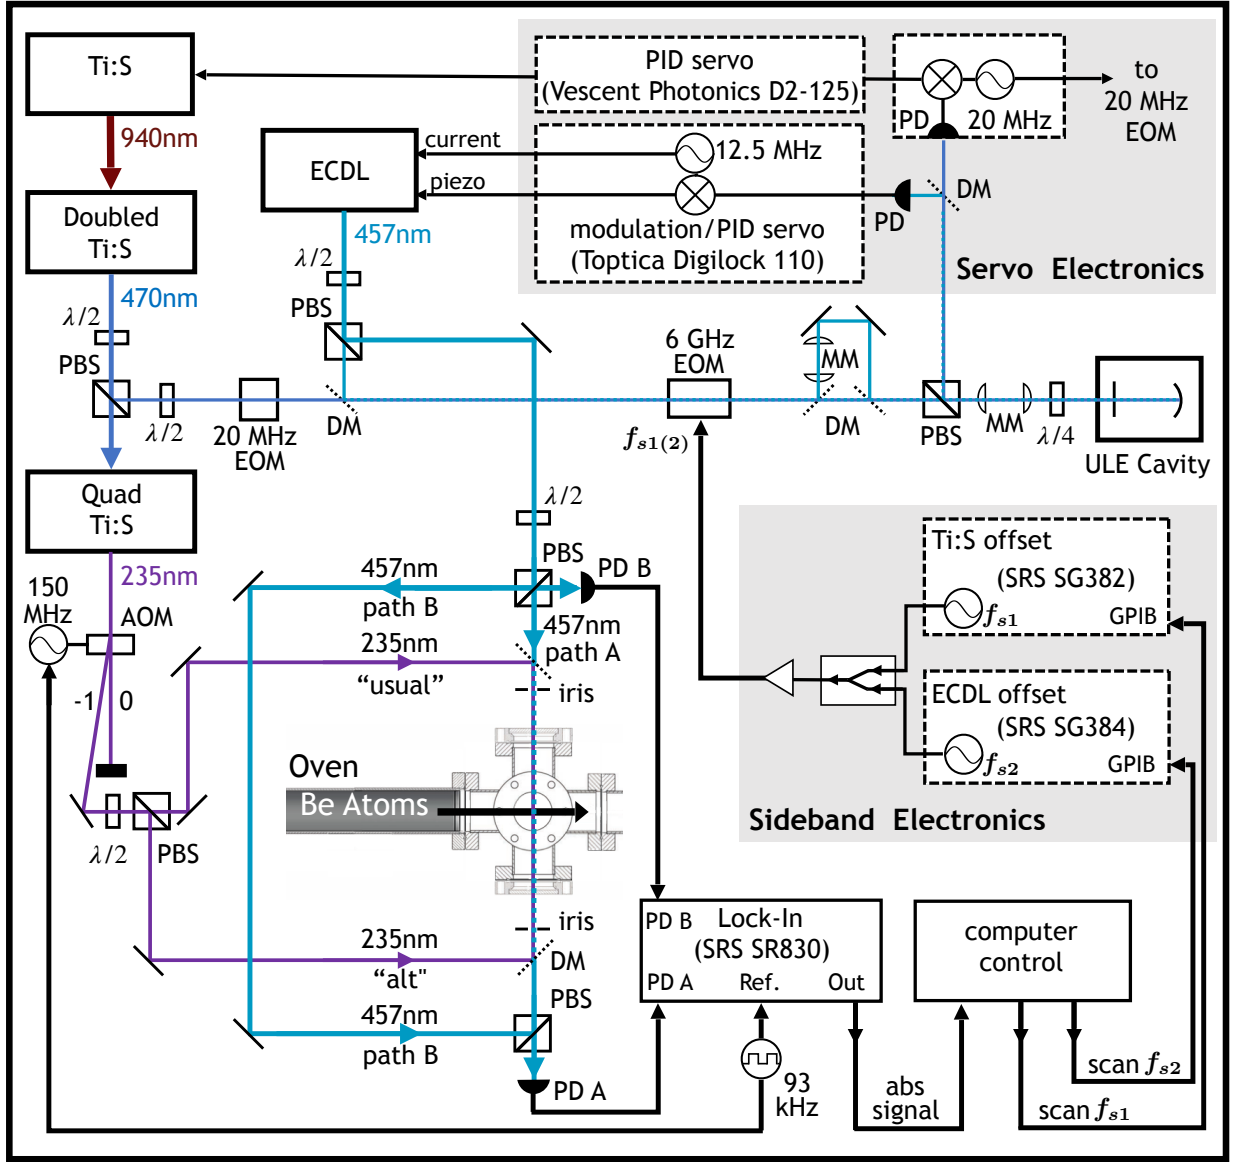 Ti:S
940nm
Doubled
Ti:S
470nm
λ/2
PBS
λ/2
20 MHz
EOM
Quad
Ti:S
235nm
150
MHz
AOM
-1
0
λ/2
PBS
ECDL
current
piezo
457nm
λ/2
PBS
DM
PID servo
(Vescent Photonics D2-125)
12.5 MHz
modulation/PID servo
(Toptica Digilock 110)
PD
20 MHz
to
20 MHz
EOM
PD
DM
Servo Electronics
6 GHz
EOM
MM
DM
PBS
MM
λ/4
ULE Cavity
fs1(2)
λ/2
PBS
PD B
457nm
path B
457nm
path A
235nm
"usual"
iris
Oven
Be Atoms
iris
235nm
"alt"
DM
PBS
457nm
path B
PD A
Ti:S offset
(SRS SG382)
fs1
GPIB
ECDL offset
(SRS SG384)
fs2
GPIB
Sideband Electronics
PD B
Lock-In
(SRS SR830)
PD A
Ref.
Out
computer
control
93
kHz
abs
signal
scan fs2
scan fs1